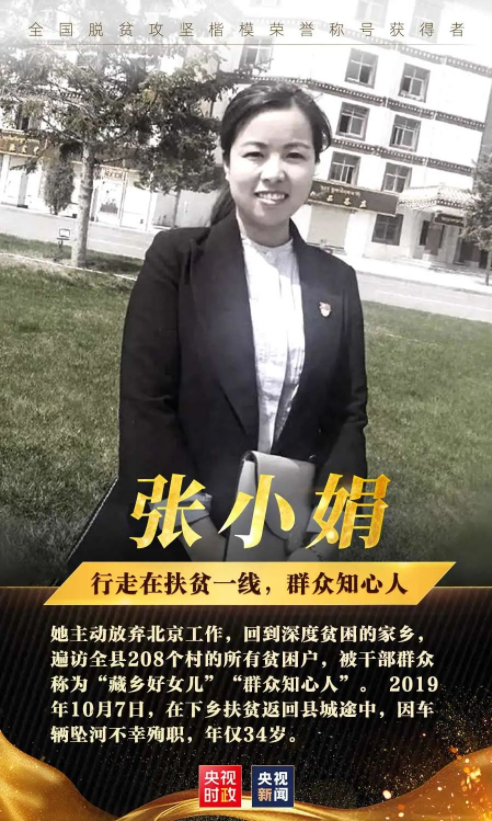 全国脱贫攻坚楷模荣誉称号获得者
张小娟
行走在扶贫一线，群众知心人
她主动放弃北京工作，回到深度贫困的家乡，
遍访全县208个村的所有贫困户，被干部群众
称为“藏乡好女儿”“群众知心人”。 2019
年10月7日，在下乡扶贫返回县城途中，因车
辆坠河不幸殉职，年仅34岁。
央视 央视
时政 新闻